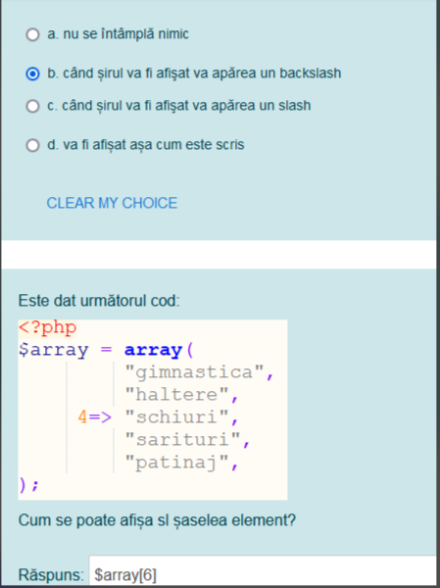 a. nu se întâmplă nimic
b. când șirul va fi afișat va apărea un backslash
c. când șirul va fi afișat va apărea un slash
d. va fi afișat așa cum este scris
CLEAR MY CHOICE
Este dat următorul cod:
<?php
$array = array(
"gimnastica",
"haltere",
4=> "schiuri",
"sarituri",
"patinaj",
);
Cum se poate afișa sl șaselea element?
Răspuns: $array[6]